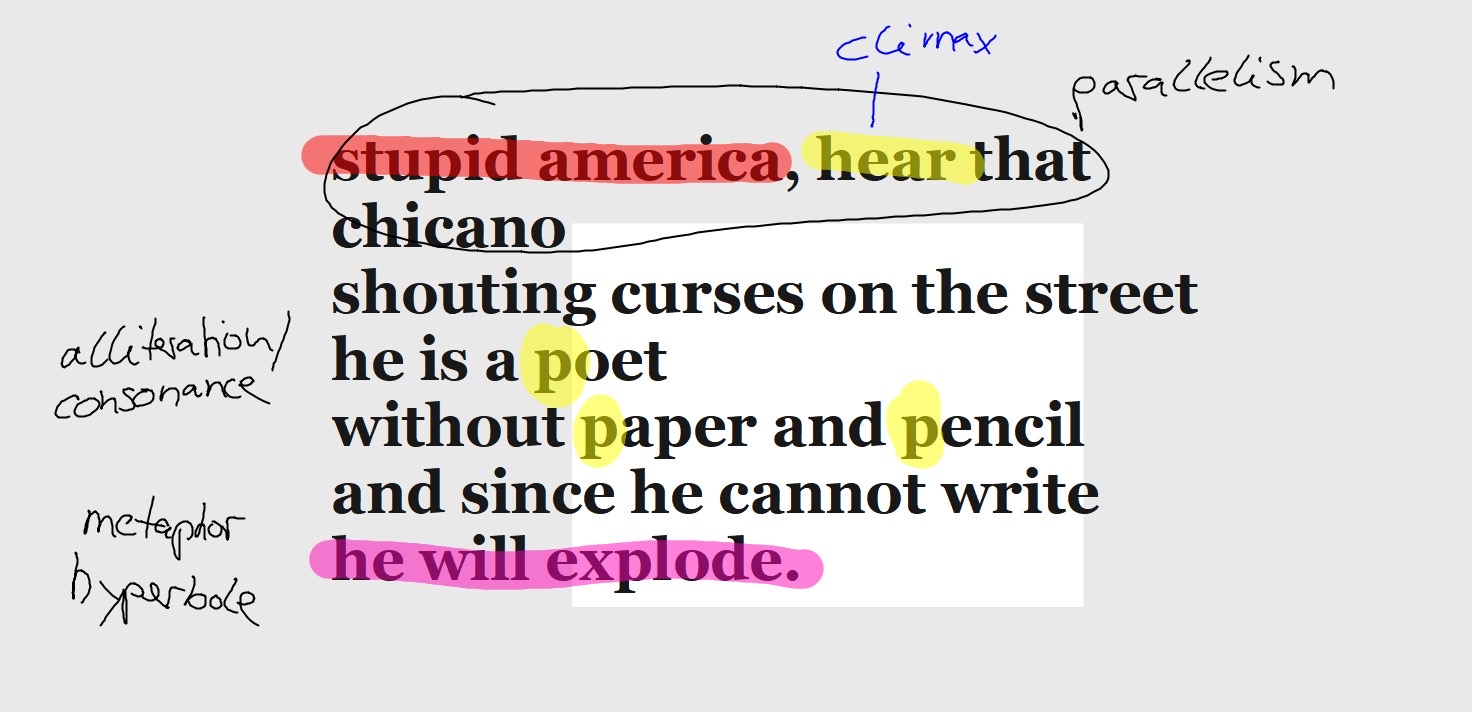 climax
parallelism
stupid america, hear that
chicano
shouting curses on the street
he is a poet
alliteration/
consonance
without paper and pencil
and since he cannot write
metaphor
he will explode.
hyperbole